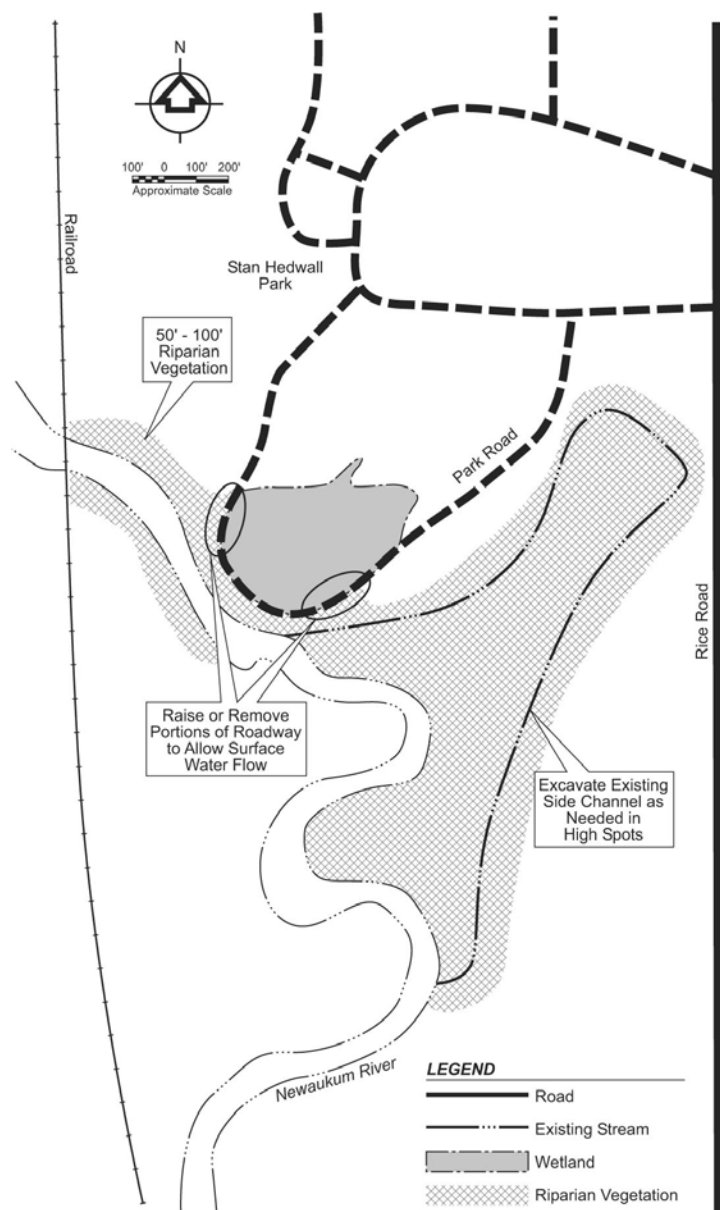 N
100' 0 100' 200'
Approximate Scale
Railroad
Stan Hedwall
Park
50' - 100'
Riparian
Vegetation
Park Road
Rice Road
Raise or Remove
Portions of Roadway
to Allow Surface
Water Flow
Excavate Existing
Side Channel as
Needed in
High Spots
Newaukum River
LEGEND
Road
Existing Stream
Wetland
Riparian Vegetation